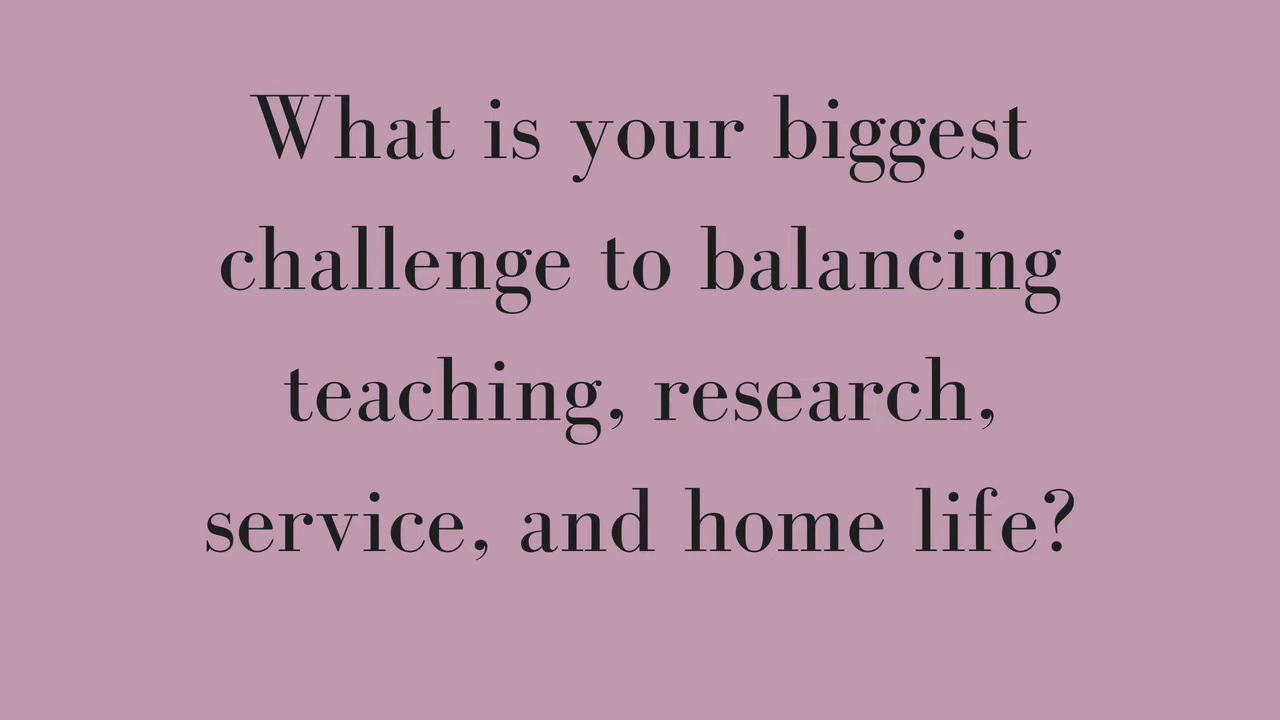 What is your biggest
challenge to balancing
teaching, research,
service, and home life?